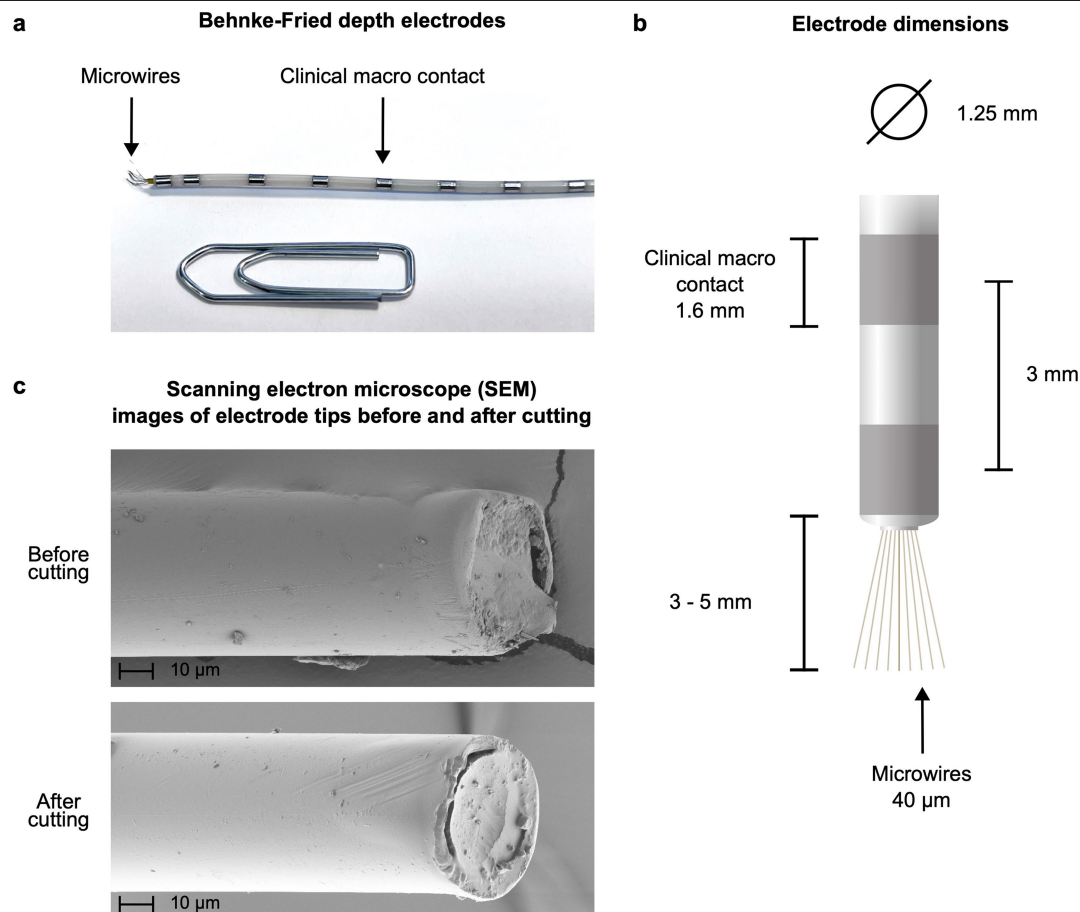 a
Behnke-Fried depth electrodes
Microwires
Clinical macro contact
b
Electrode dimensions
1.25 mm
Clinical macro
contact
1.6 mm
3 mm
3 - 5 mm
Microwires
40 µm
c
Scanning electron microscope (SEM)
images of electrode tips before and after cutting
Before
cutting
10 µm
After
cutting
10 µm